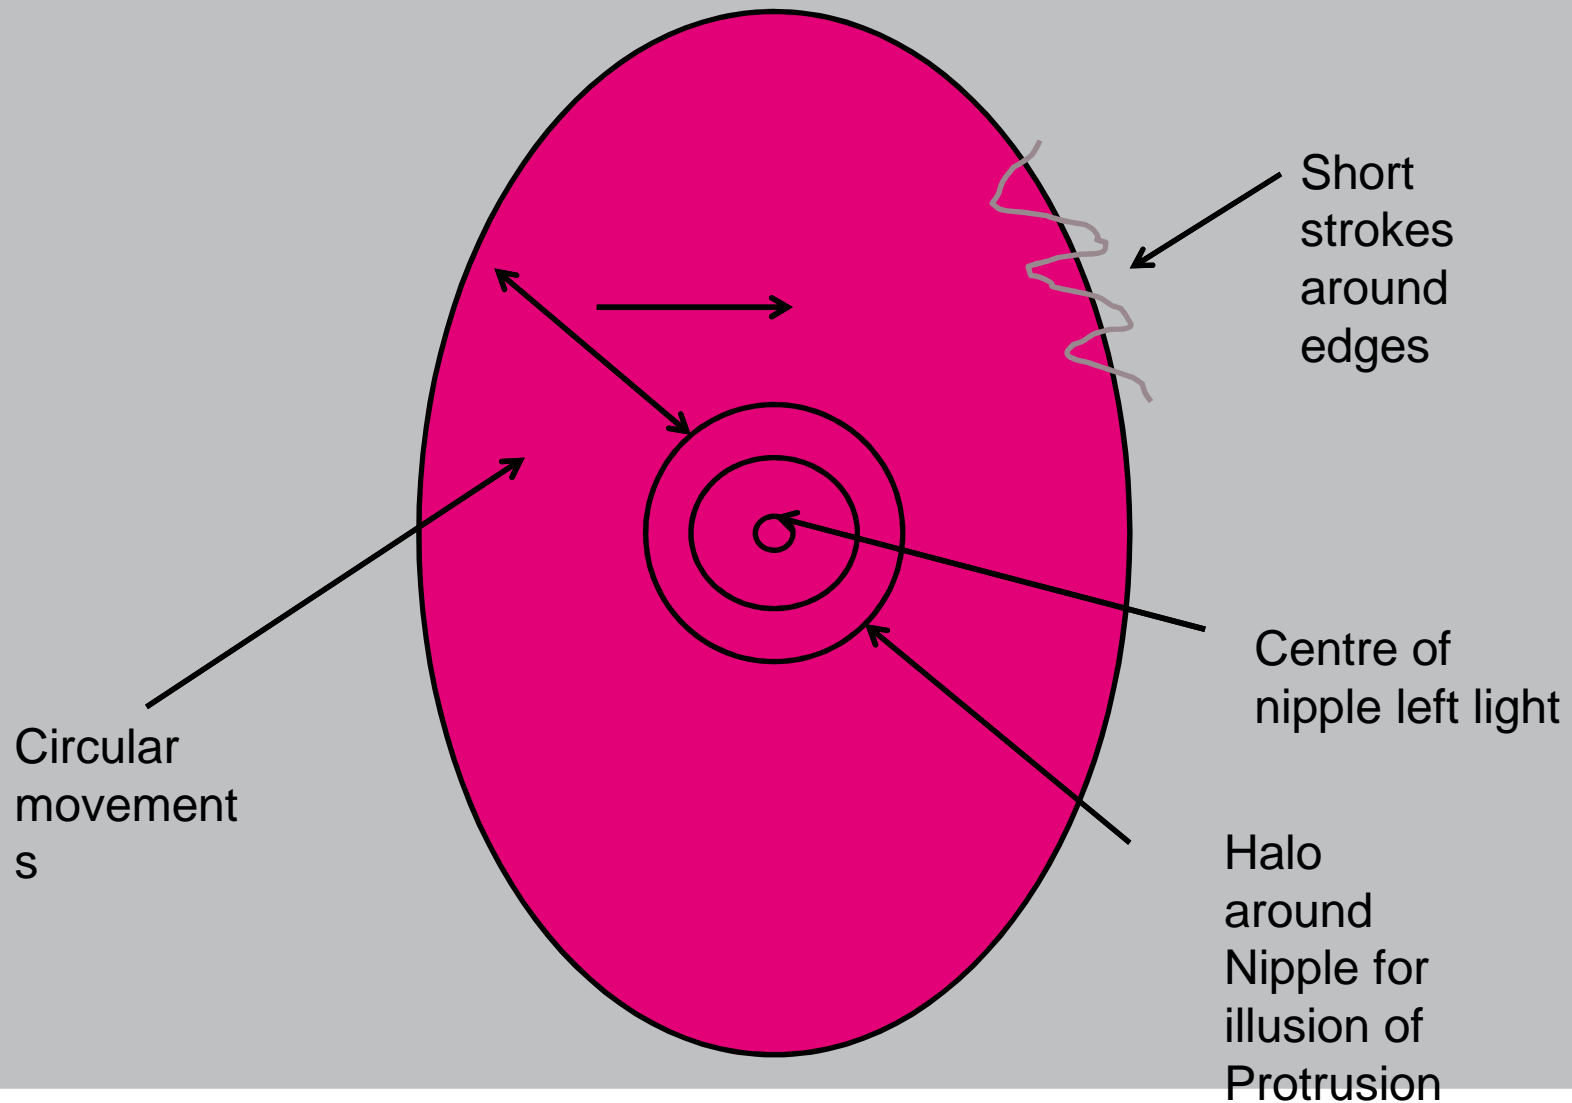 Short
strokes
around
edges
Centre of
nipple left light
Circular
movement
s
Halo
around
Nipple for
illusion of
Protrusion